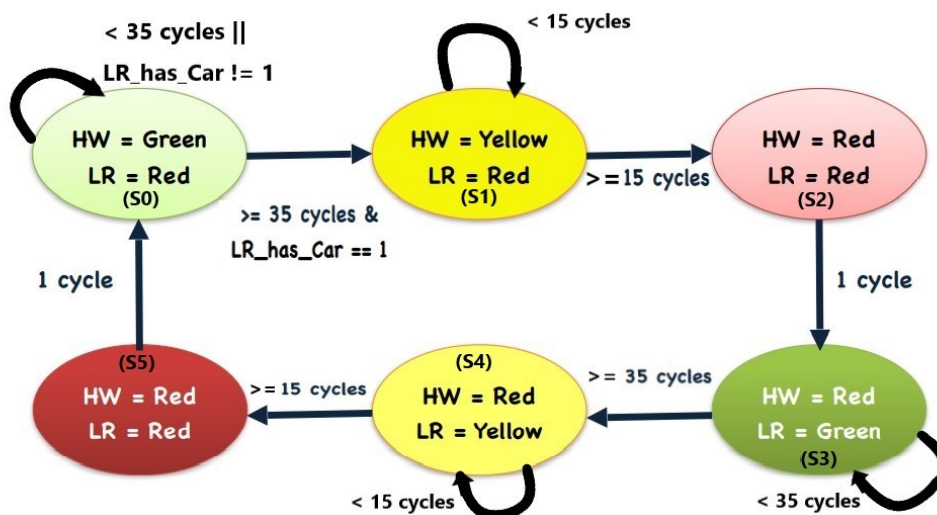 < 35 cycles ||
LR_has_Car != 1
< 15 cycles
HW = Green
LR = Red
(S0)
HW = Yellow
LR = Red
(S1)
HW = Red
LR = Red
(S2)
>= 35 cycles &
LR_has_Car == 1
>=15 cycles
1 cycle
1 cycle
(S5)
HW = Red
LR = Red
>=15 cycles
(S4)
HW = Red
LR = Yellow
>= 35 cycles
HW = Red
LR = Green
(S3)
< 15 cycles
< 35 cycles